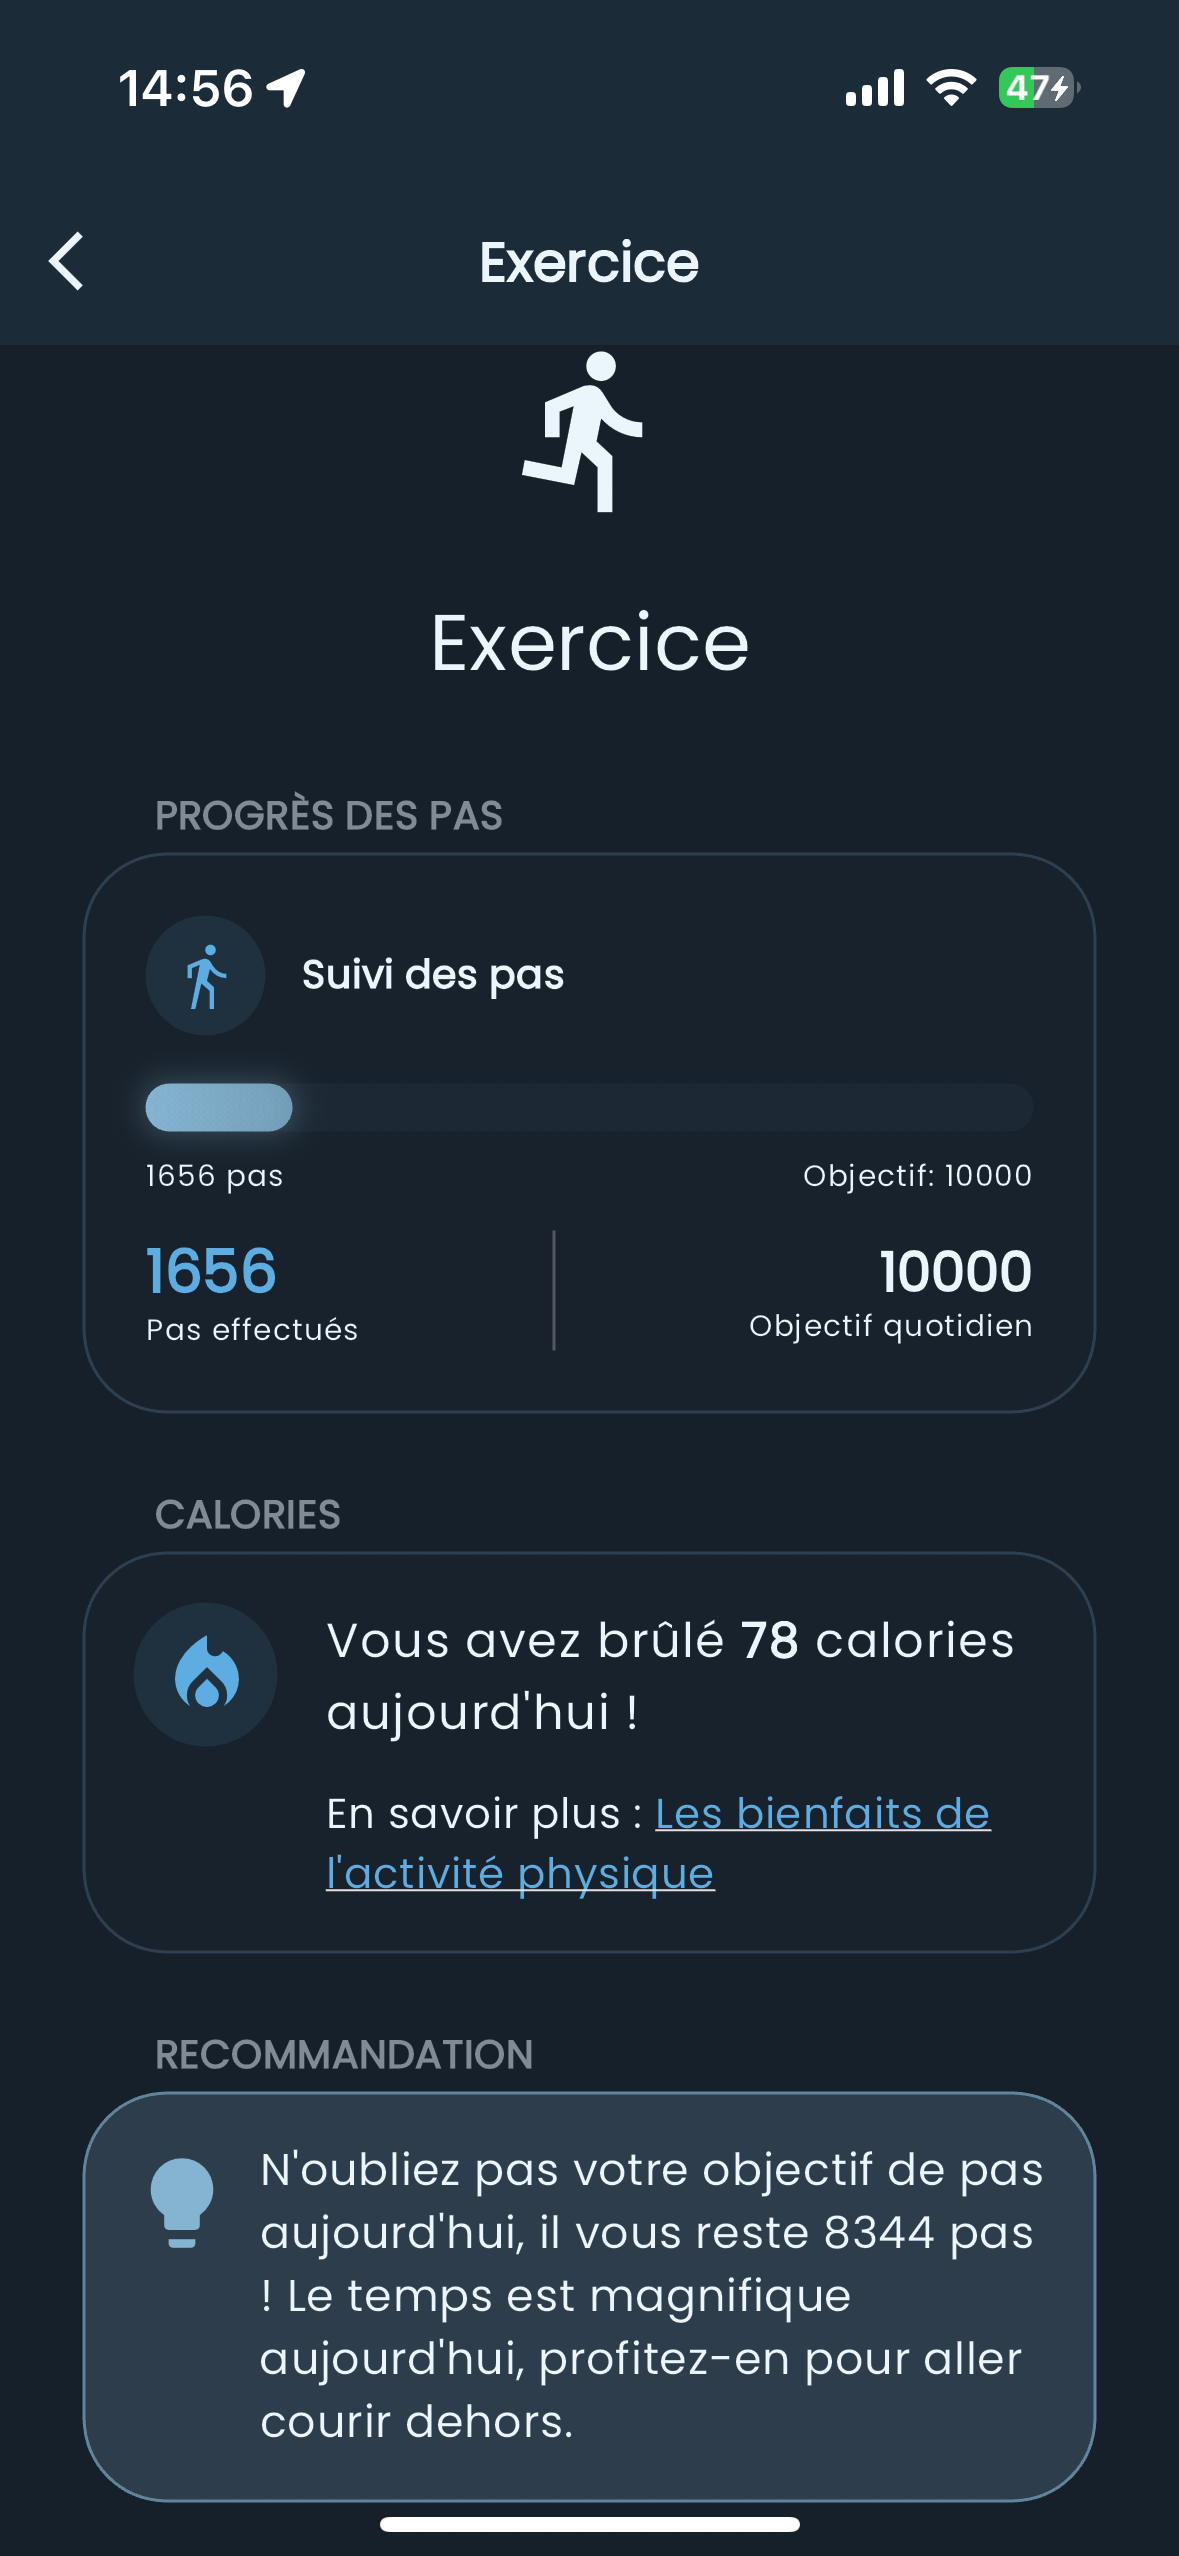 14:56
47
Exercice
Exercice
PROGRÈS DES PAS
Suivi des pas
1656 pas
Objectif: 10000
1656
Pas effectués
10000
Objectif quotidien
CALORIES
Vous avez brûlé 78 calories
aujourd'hui !
En savoir plus : Les bienfaits de
l'activité physique
RECOMMANDATION
N'oubliez pas votre objectif de pas
aujourd'hui, il vous reste 8344 pas
! Le temps est magnifique
aujourd'hui, profitez-en pour aller
courir dehors.